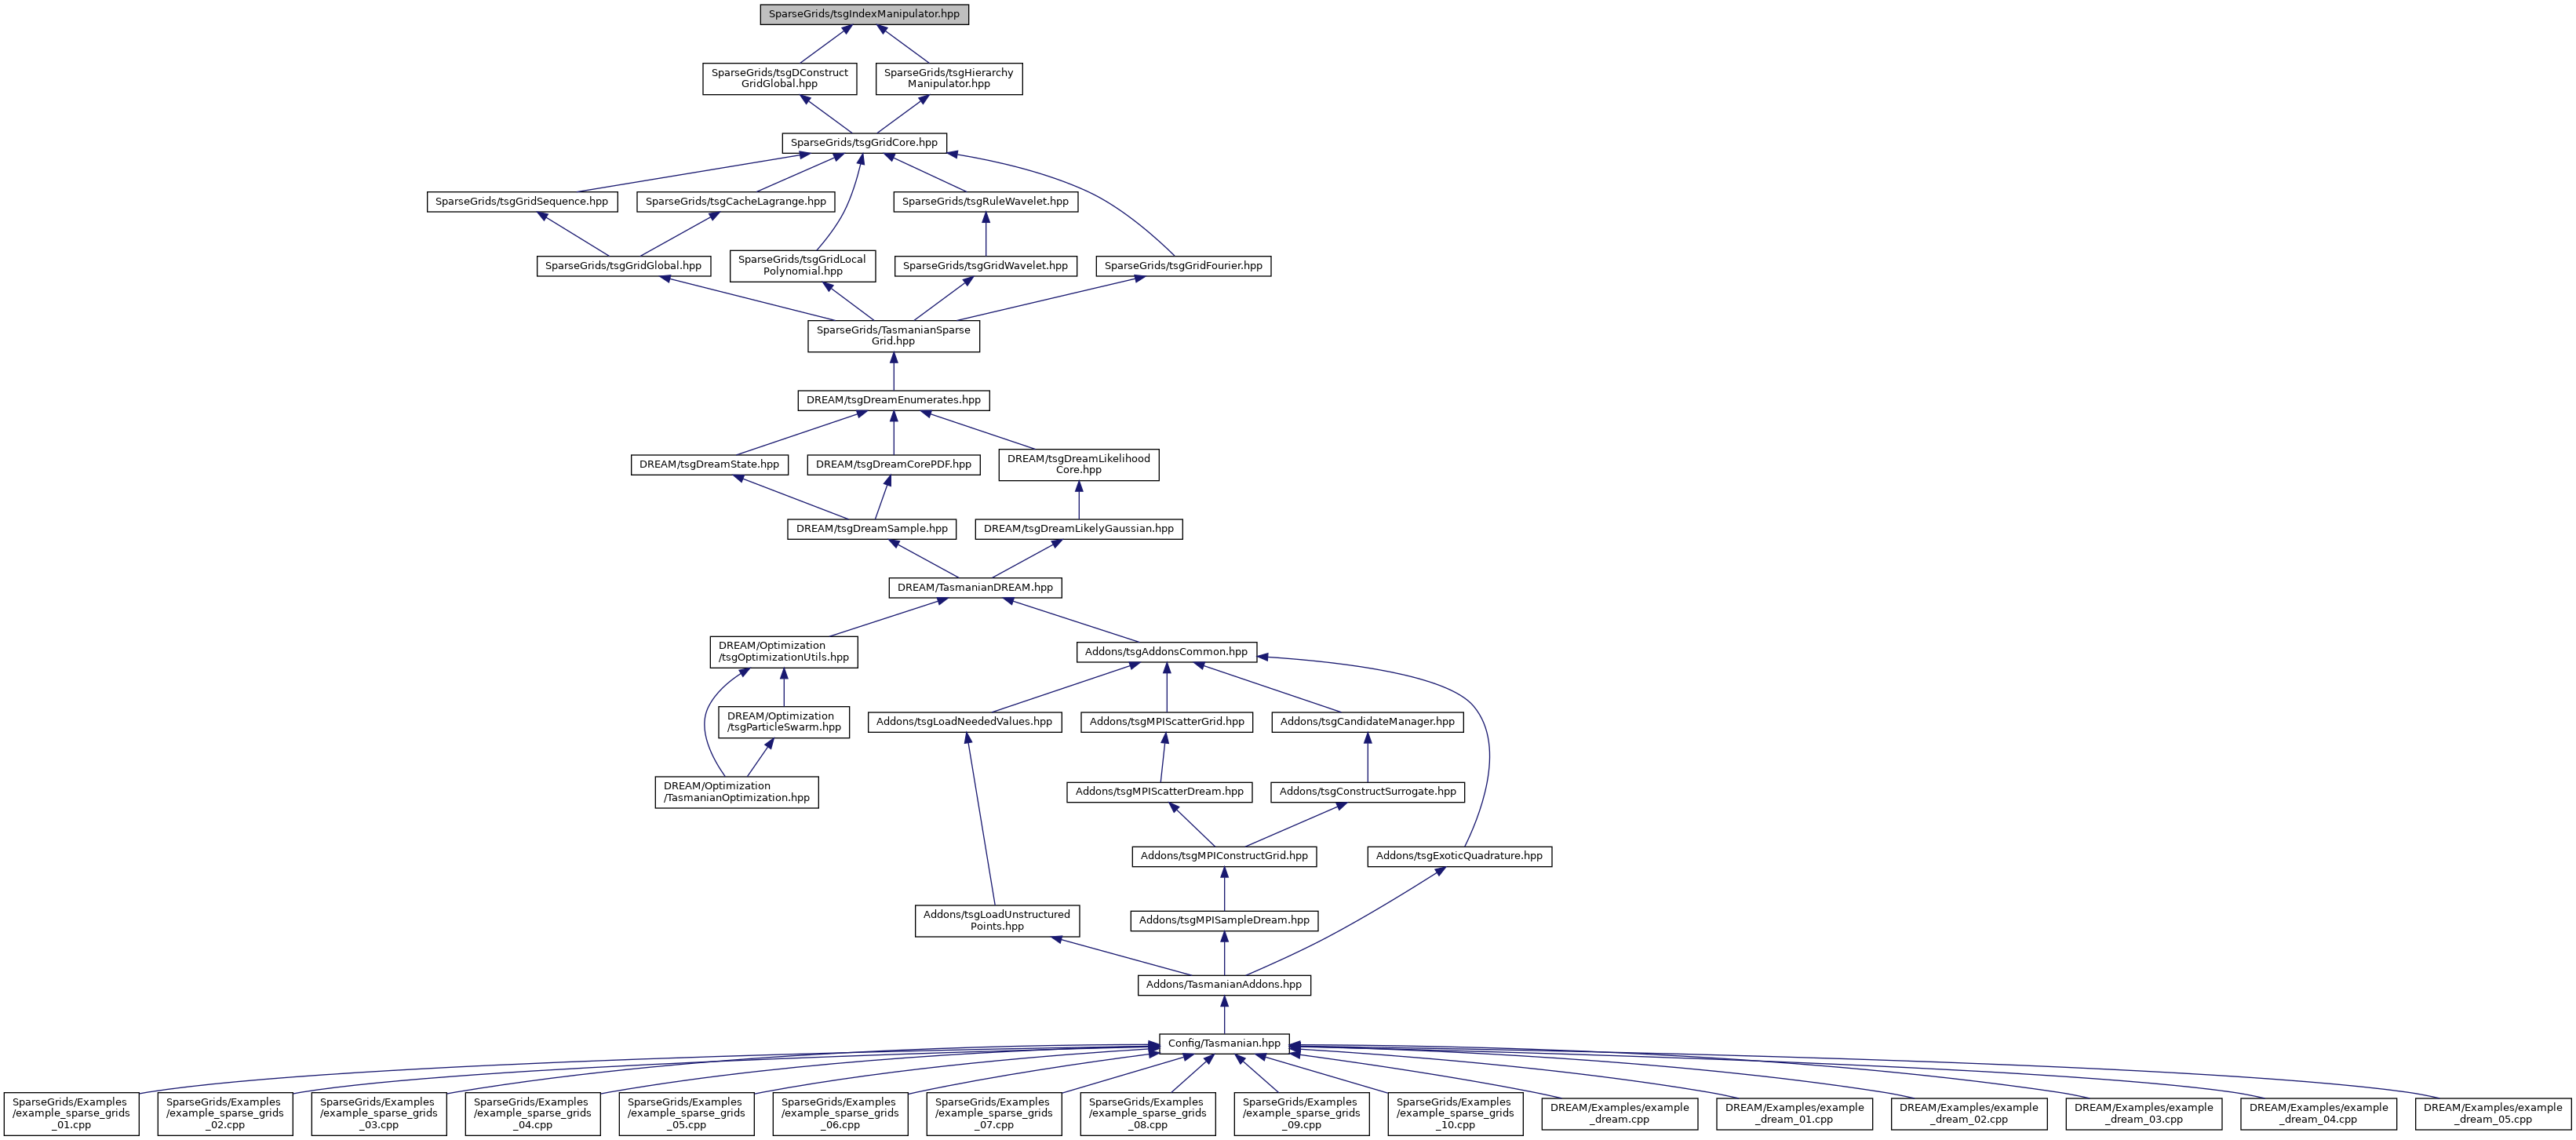 SparseGrids/tsgIndexManipulator.hpp
SparseGrids/tsgDConstruct
GridGlobal.hpp
SparseGrids/tsgHierarchy
Manipulator.hpp
SparseGrids/tsgGridCore.hpp
SparseGrids/tsgGridSequence.hpp
SparseGrids/tsgCacheLagrange.hpp
SparseGrids/tsgRuleWavelet.hpp
SparseGrids/tsgGridGlobal.hpp
SparseGrids/tsgGridLocal
Polynomial.hpp
SparseGrids/tsgGridWavelet.hpp
SparseGrids/tsgGridFourier.hpp
SparseGrids/TasmanianSparse
Grid.hpp
DREAM/tsgDreamEnumerates.hpp
DREAM/tsgDreamState.hpp
DREAM/tsgDreamCorePDF.hpp
DREAM/tsgDreamLikelihood
Core.hpp
DREAM/tsgDreamSample.hpp
DREAM/tsgDreamLikelyGaussian.hpp
DREAM/TasmanianDREAM.hpp
DREAM/Optimization
/tsgOptimizationUtils.hpp
Addons/tsgAddonsCommon.hpp
DREAM/Optimization
/tsgParticleSwarm.hpp
Addons/tsgLoadNeededValues.hpp
Addons/tsgMPIScatterGrid.hpp
Addons/tsgCandidateManager.hpp
DREAM/Optimization
/TasmanianOptimization.hpp
Addons/tsgMPIScatterDream.hpp
Addons/tsgConstructSurrogate.hpp
Addons/tsgMPIConstructGrid.hpp
Addons/tsgExoticQuadrature.hpp
Addons/tsgLoadUnstructured
Points.hpp
Addons/tsgMPISampleDream.hpp
Addons/TasmanianAddons.hpp
Config/Tasmanian.hpp
SparseGrids/Examples
/example_sparse_grids
_01.cpp
SparseGrids/Examples
/example_sparse_grids
_02.cpp
SparseGrids/Examples
/example_sparse_grids
_03.cpp
SparseGrids/Examples
/example_sparse_grids
_04.cpp
SparseGrids/Examples
/example_sparse_grids
_05.cpp
SparseGrids/Examples
/example_sparse_grids
_06.cpp
SparseGrids/Examples
/example_sparse_grids
_07.cpp
SparseGrids/Examples
/example_sparse_grids
_08.cpp
SparseGrids/Examples
/example_sparse_grids
_09.cpp
SparseGrids/Examples
/example_sparse_grids
_10.cpp
DREAM/Examples/example
_dream.cpp
DREAM/Examples/example
_dream_01.cpp
DREAM/Examples/example
_dream_02.cpp
DREAM/Examples/example
_dream_03.cpp
DREAM/Examples/example
_dream_04.cpp
DREAM/Examples/example
_dream_05.cpp